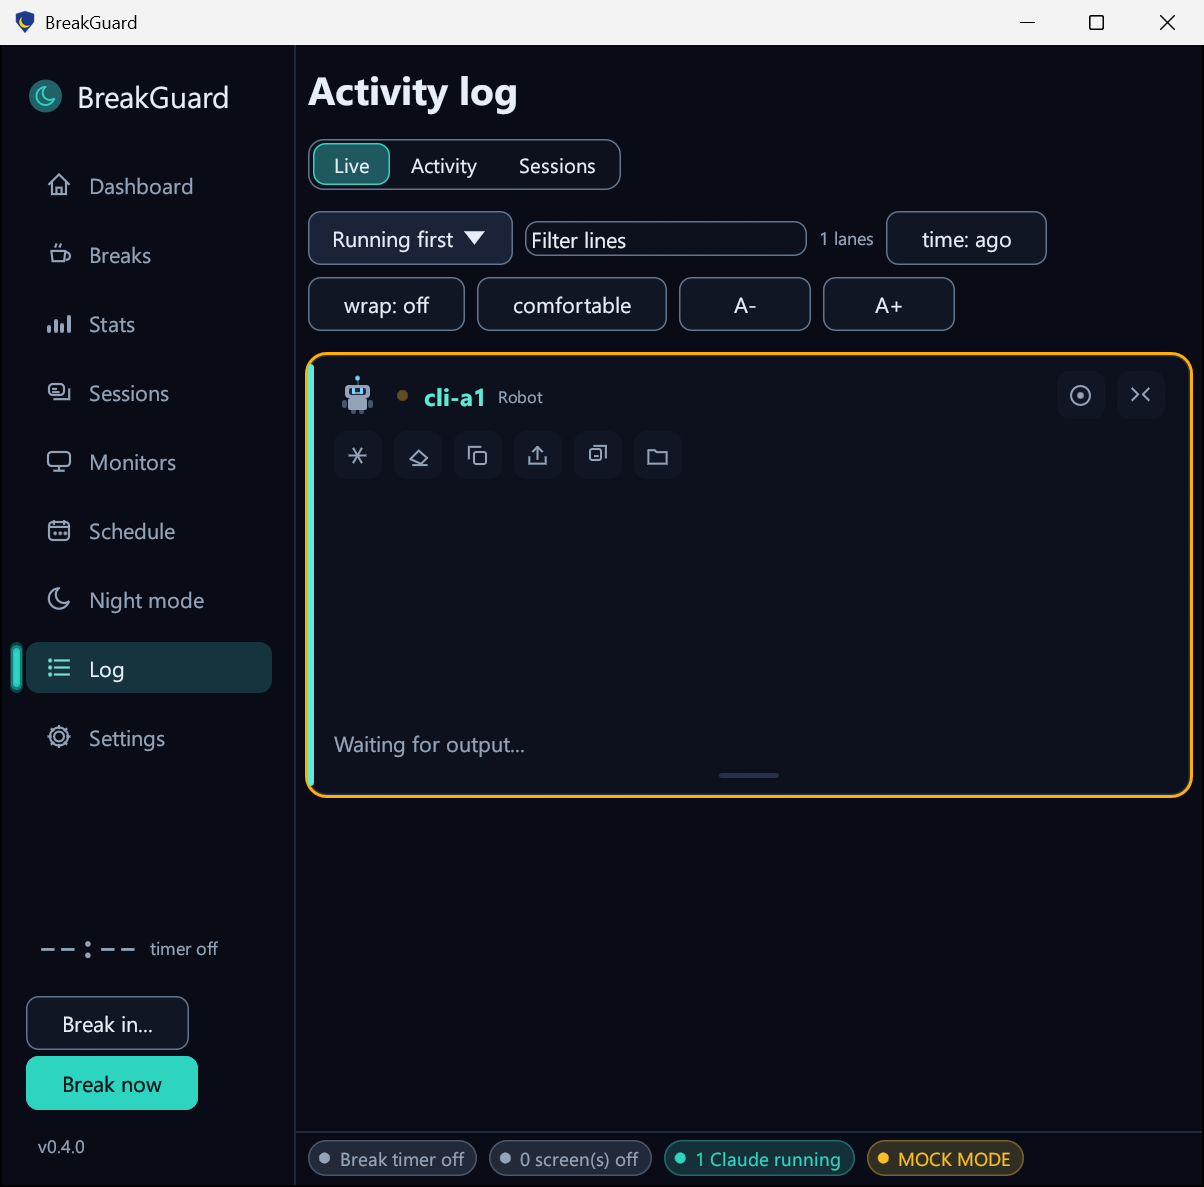 BreakGuard
BreakGuard
Dashboard
Breaks
Stats
Sessions
Monitors
Schedule
Night mode
Log
Settings
--:-- timer off
Break in...
Break now
v0.4.0
Activity log
Live Activity Sessions
Running first Filter lines 1 lanes time: ago
wrap: off comfortable A- A+
cli-a1 Robot
Waiting for output...
Break timer off 0 screen(s) off 1 Claude running MOCK MODE